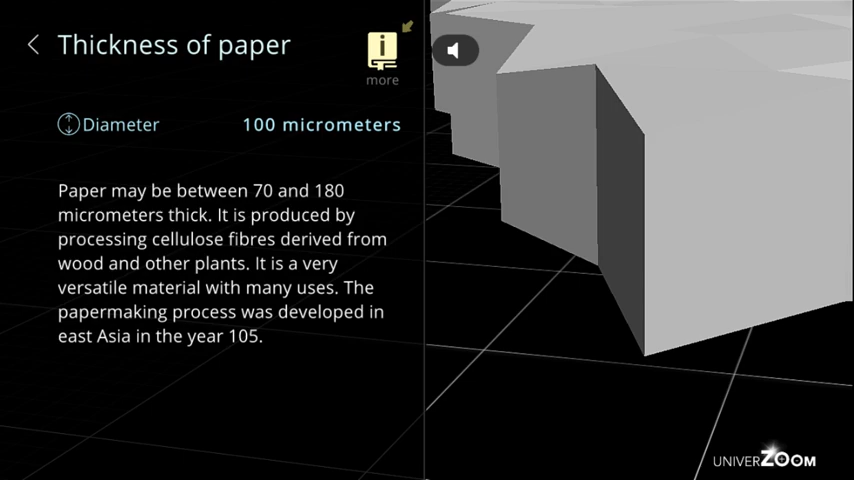 Thickness of paper
i
more
Diameter
100 micrometers
Paper may be between 70 and 180
micrometers thick. It is produced by
processing cellulose fibres derived from
wood and other plants. It is a very
versatile material with many uses. The
papermaking process was developed in
east Asia in the year 105.
UNIVERZOOM